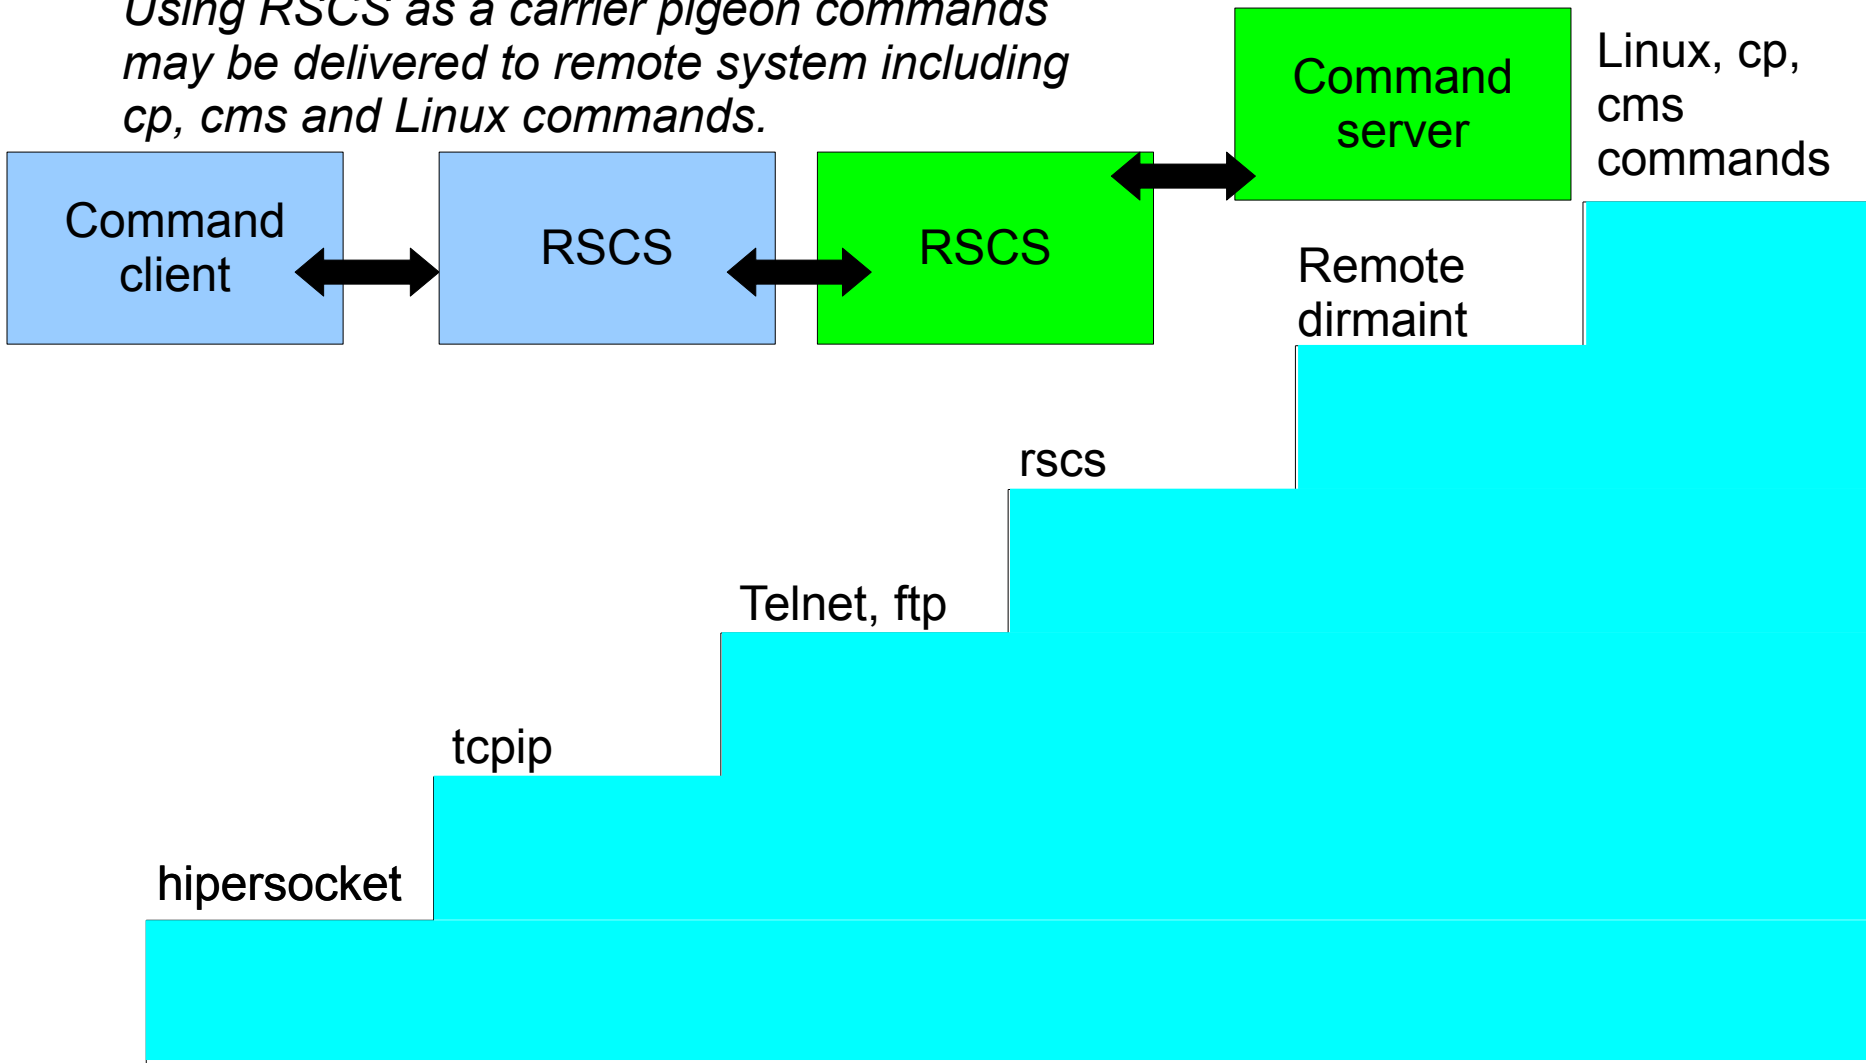 Using RSCS as a carrier pigeon commands
may be delivered to remote system including
cp, cms and Linux commands.
Command
client
RSCS
RSCS
Command
server
Linux, cp,
cms
commands
Remote
dirmaint
rscs
Telnet, ftp
tcpip
hipersocket